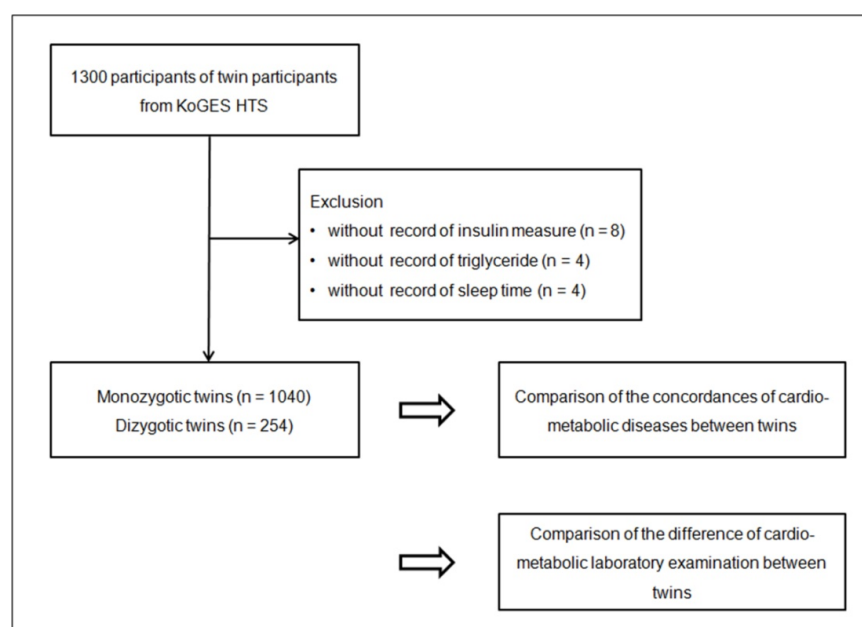 1300 participants of twin participants
from KoGES HTS
Exclusion
• without record of insulin measure (n = 8)
• without record of triglyceride (n = 4)
• without record of sleep time (n = 4)
Monozygotic twins (n = 1040)
Dizygotic twins (n = 254)
Comparison of the concordances of cardio-
metabolic diseases between twins
Comparison of the difference of cardio-
metabolic laboratory examination between
twins